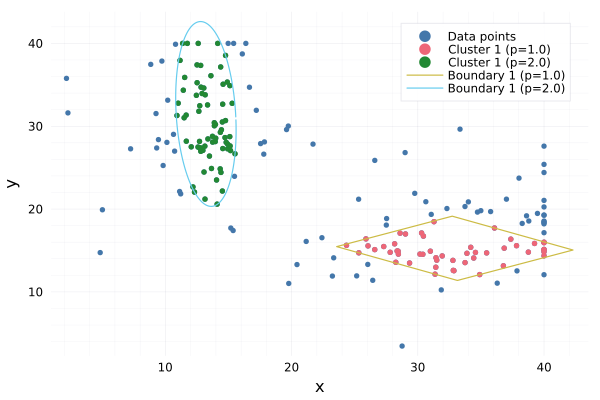 Data points
Cluster 1 (p=1.0)
Cluster 1 (p=2.0)
Boundary 1 (p=1.0)
Boundary 1 (p=2.0)
40
30
20
10
y
10
20
30
40
x